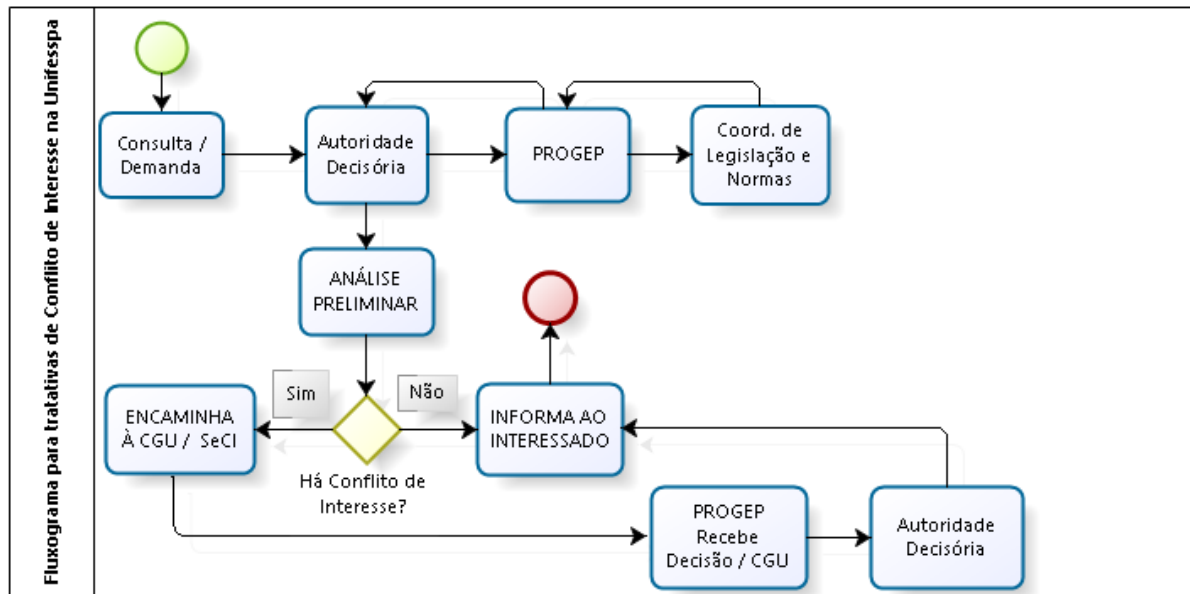 Fluxograma para tratativas de Conflito de Interesse na Unifesspa
Consulta /
Demanda
Autoridade
Decisória
PROGEP
Coord. de
Legislação e
Normas
ANÁLISE
PRELIMINAR
Sim
Não
ENCAMINHA
À CGU / SeCI
INFORMA AO
INTERESSADO
Há Conflito de
Interesse?
PROGEP
Recebe
Decisão / CGU
Autoridade
Decisória